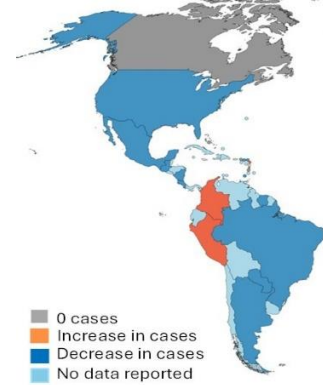 0 cases
Increase in cases
Decrease in cases
No data reported